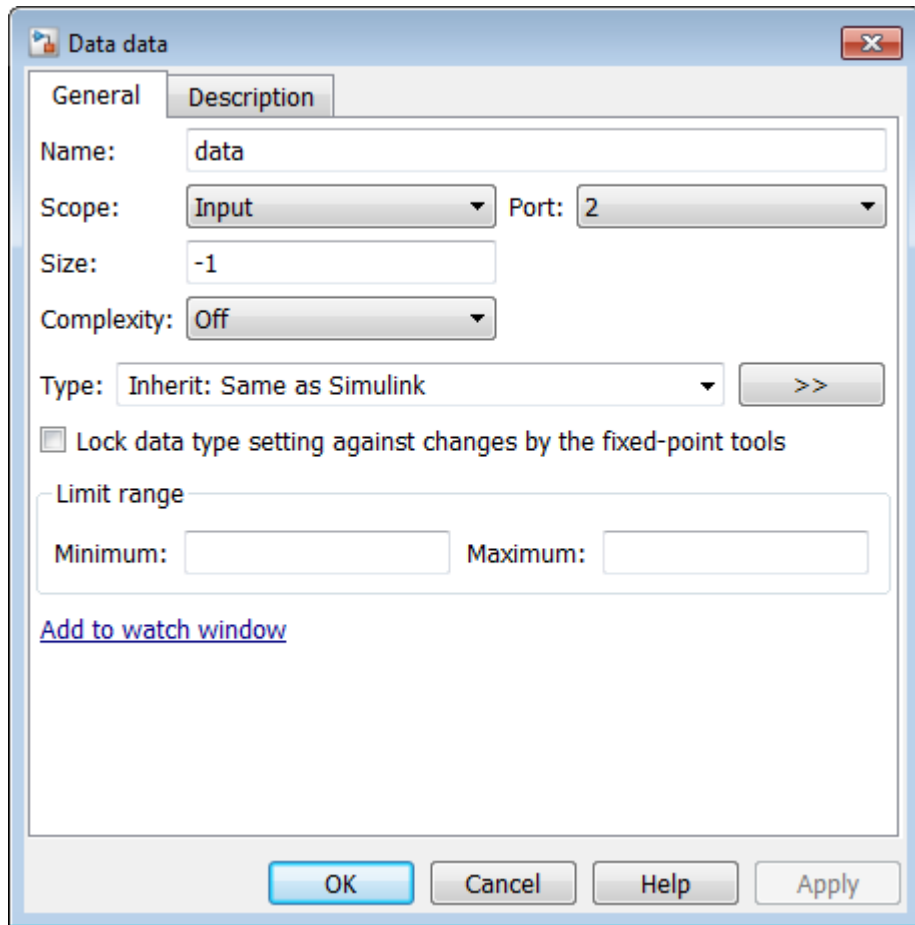 Data data
General Description
Name: data
Scope: Input Port: 2
Size: -1
Complexity: Off
Type: Inherit: Same as Simulink >>
Lock data type setting against changes by the fixed-point tools
Limit range
Minimum: Maximum:
Add to watch window
OK Cancel Help Apply